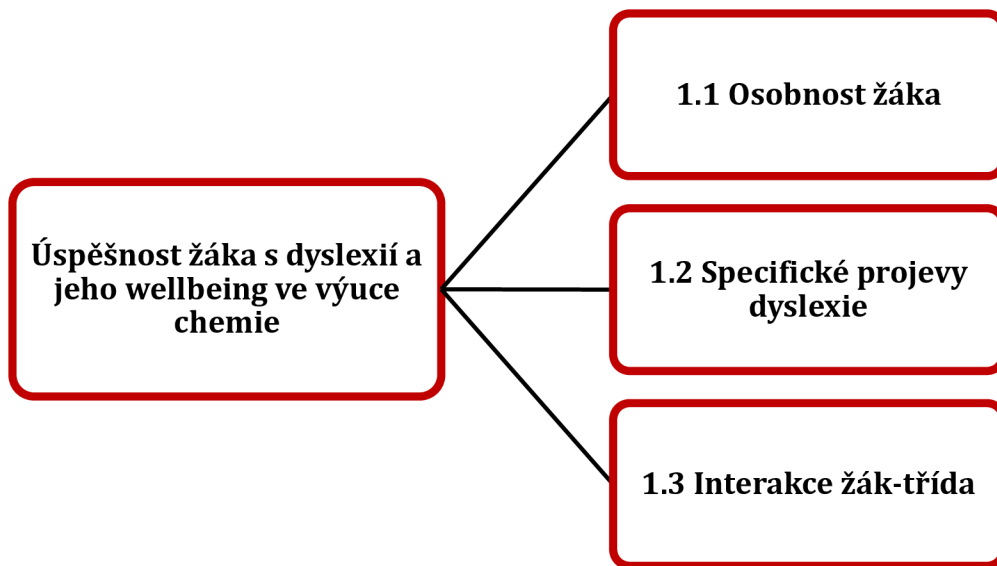 Úspěšnost žáka s dyslexií a
jeho wellbeing ve výuce
chemie
1.1 Osobnost žáka
1.2 Specifické projevy
dyslexie
1.3 Interakce žák-třída